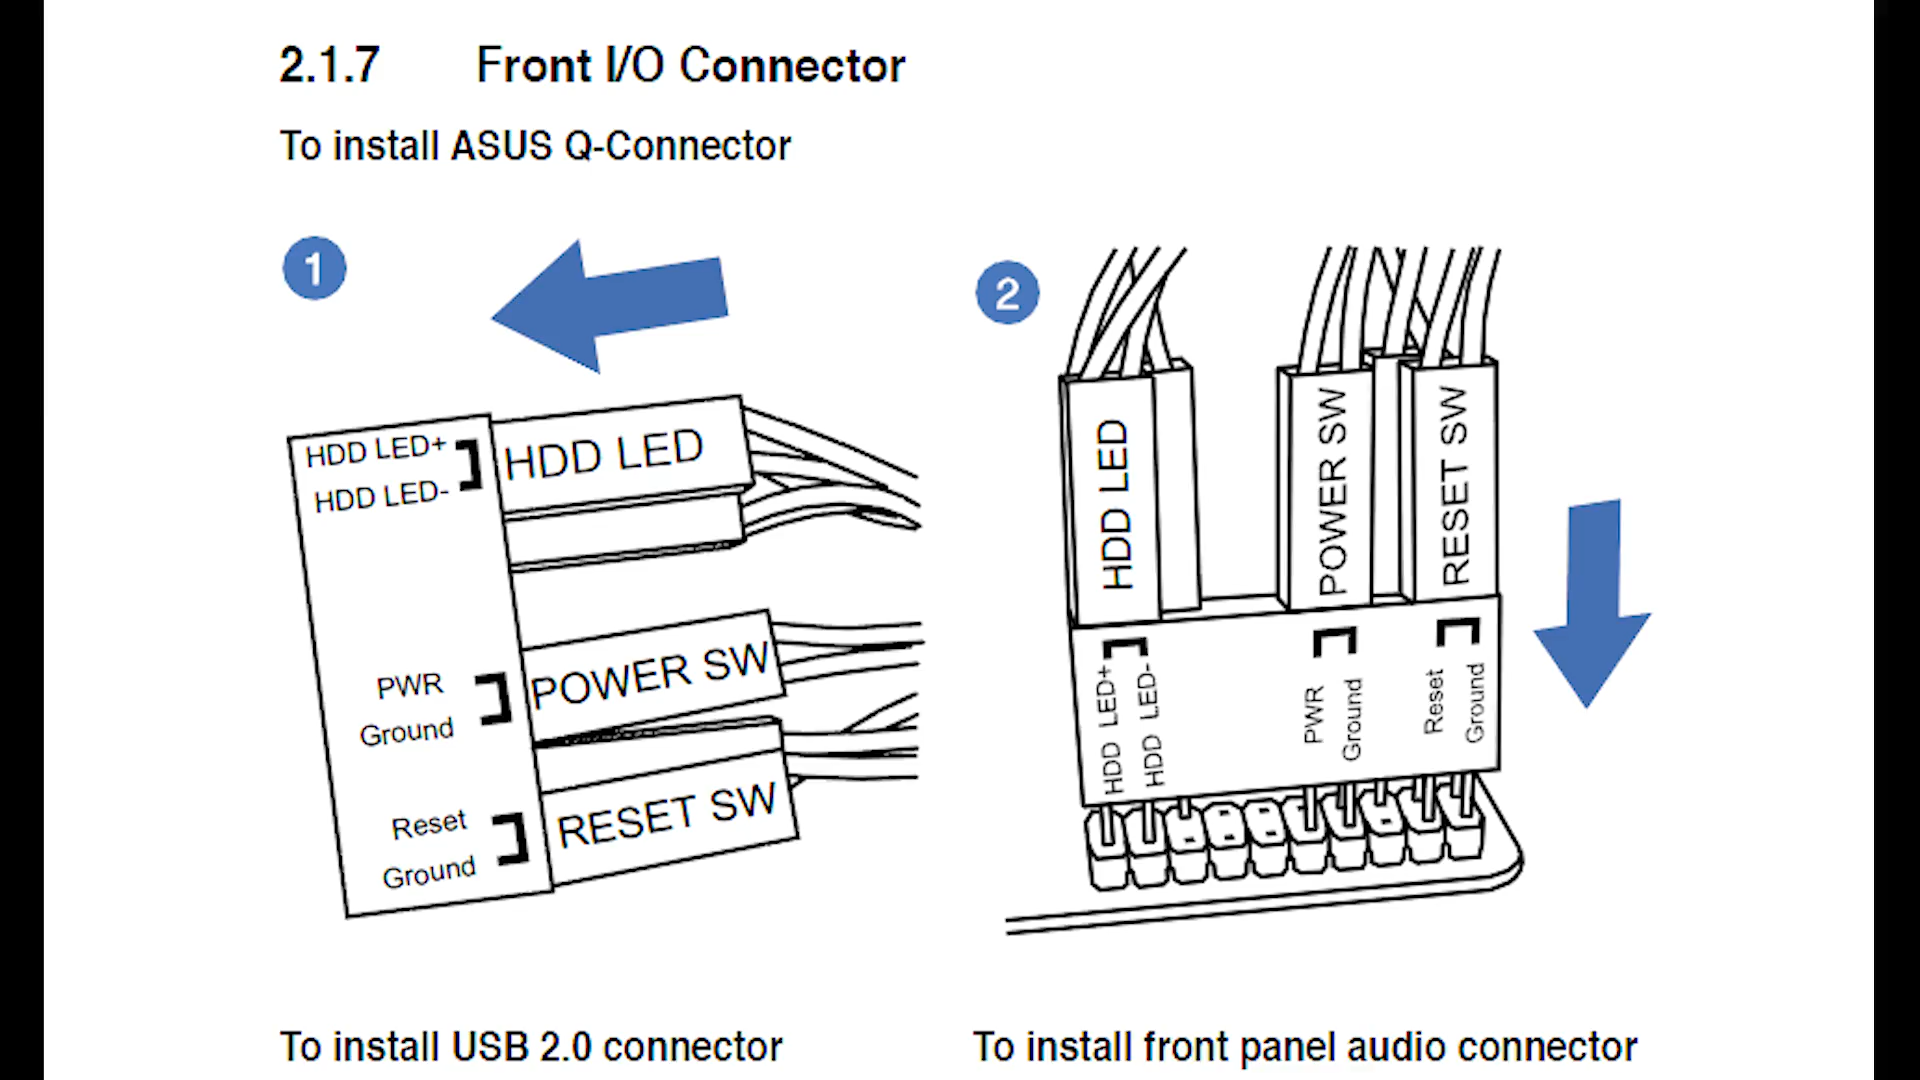 2.1.7 Front I/O Connector
To install ASUS Q-Connector
1
HDD LED+
HDD LED-
HDD LED
PWR
Ground
POWER SW
Reset
Ground
RESET SW
2
HDD LED
POWER SW
RESET SW
HDD LED+
HDD LED-
PWR
Ground
Reset
Ground
To install USB 2.0 connector
To install front panel audio connector